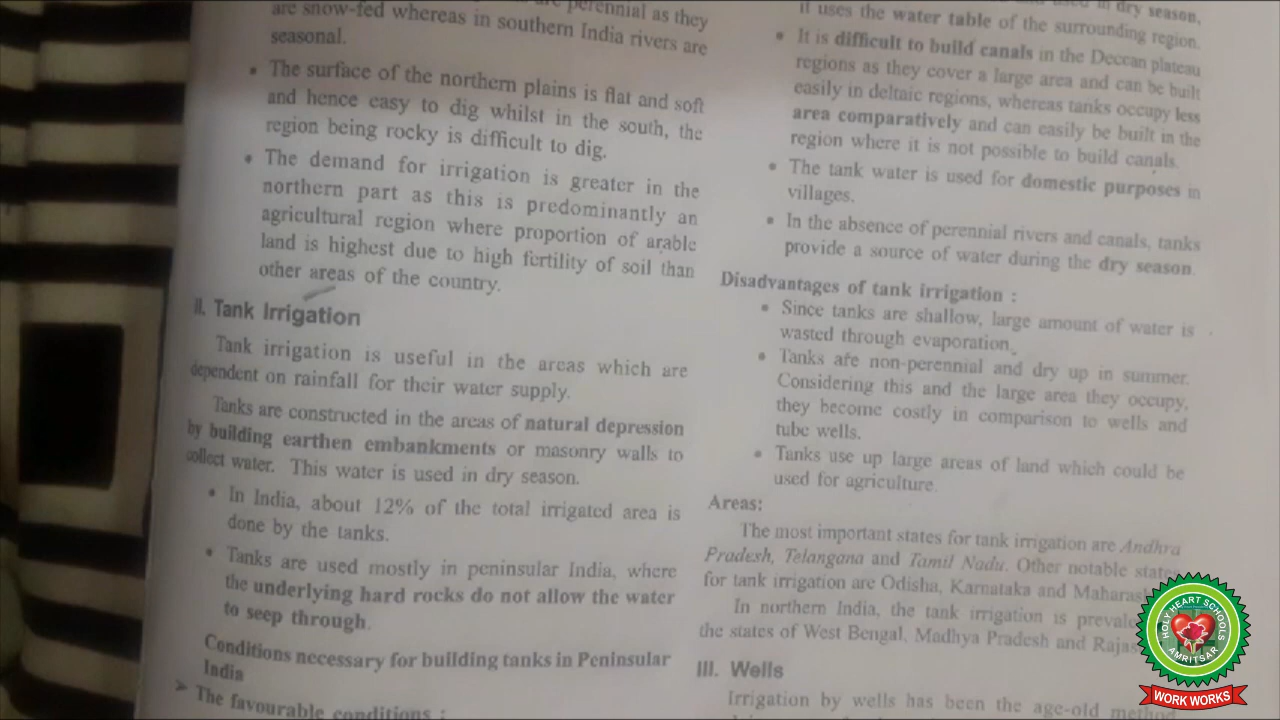 are perennial as they
are snow-fed whereas in southern India rivers are
seasonal.
• The surface of the northern plains is flat and soft
and hence easy to dig whilst in the south, the
region being rocky is difficult to dig.
• The demand for irrigation is greater in the
northern part as this is predominantly an
agricultural region where proportion of arable
land is highest due to high fertility of soil than
other areas of the country.
II. Tank Irrigation
Tank irrigation is useful in the areas which are
dependent on rainfall for their water supply.
Tanks are constructed in the areas of natural depression
by building earthen embankments or masonry walls to
collect water. This water is used in dry season.
• In India, about 12% of the total irrigated area is
done by the tanks.
• Tanks are used mostly in peninsular India, where
the underlying hard rocks do not allow the water
to seep through.
Conditions necessary for building tanks in Peninsular
India
➤ The favourable conditions :
in dry season,
it uses the water table of the surrounding region.
• It is difficult to build canals in the Deccan plateau
regions as they cover a large area and can be built
easily in deltaic regions, whereas tanks occupy less
area comparatively and can easily be built in the
region where it is not possible to build canals.
• The tank water is used for domestic purposes in
villages.
• In the absence of perennial rivers and canals, tanks
provide a source of water during the dry season.
Disadvantages of tank irrigation :
• Since tanks are shallow, large amount of water is
wasted through evaporation.
• Tanks are non-perennial and dry up in summer.
Considering this and the large area they occupy,
they become costly in comparison to wells and
tube wells.
• Tanks use up large areas of land which could be
used for agriculture.
Areas:
The most important states for tank irrigation are Andhra
Pradesh, Telangana and Tamil Nadu. Other notable states
for tank irrigation are Odisha, Karnataka and Maharas
In northern India, the tank irrigation is prevale
the states of West Bengal, Madhya Pradesh and Rajas
III. Wells
Irrigation by wells has been the age-old method
HOLY HEART SCHOOLS
AMRITSAR
WORK WORKS